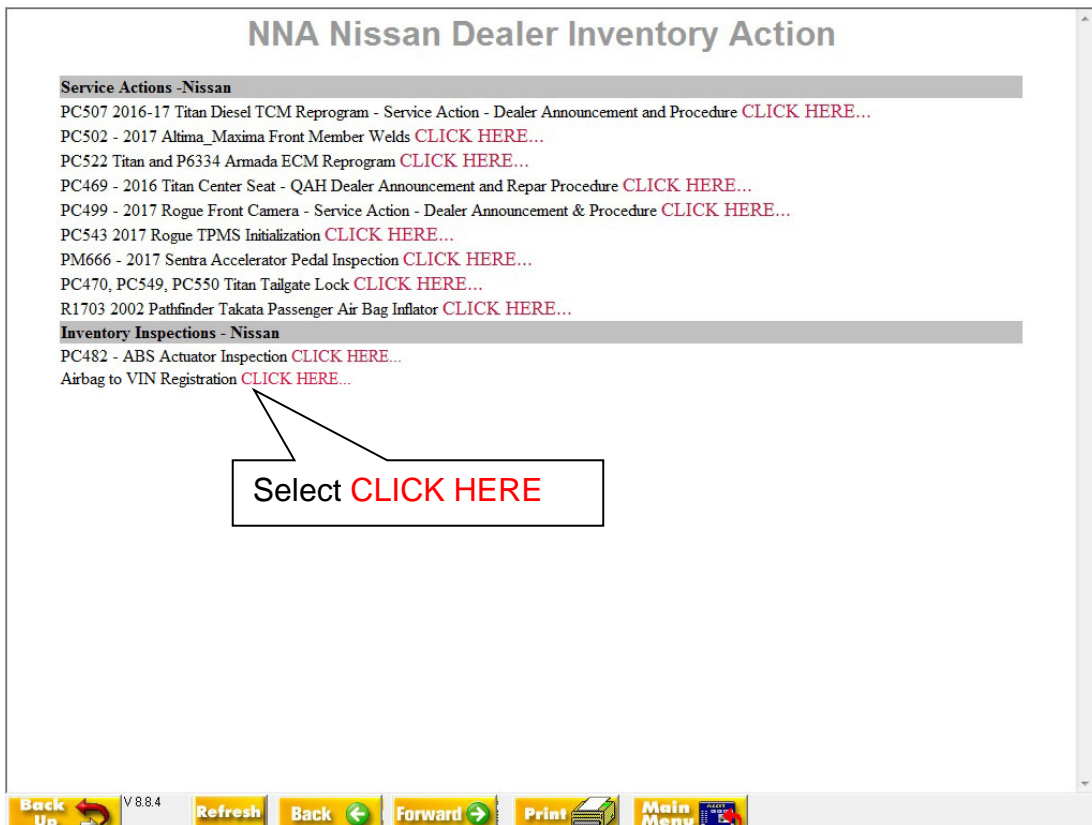 NNA Nissan Dealer Inventory Action
Service Actions -Nissan
PC507 2016-17 Titan Diesel TCM Reprogram - Service Action - Dealer Announcement and Procedure CLICK HERE...
PC502 - 2017 Altima_Maxima Front Member Welds CLICK HERE...
PC522 Titan and P6334 Armada ECM Reprogram CLICK HERE...
PC469 - 2016 Titan Center Seat - QAH Dealer Announcement and Repar Procedure CLICK HERE...
PC499 - 2017 Rogue Front Camera - Service Action - Dealer Announcement & Procedure CLICK HERE...
PC543 2017 Rogue TPMS Initialization CLICK HERE...
PM666 - 2017 Sentra Accelerator Pedal Inspection CLICK HERE...
PC470, PC549, PC550 Titan Tailgate Lock CLICK HERE...
R1703 2002 Pathfinder Takata Passenger Air Bag Inflator CLICK HERE...
Inventory Inspections - Nissan
PC482 - ABS Actuator Inspection CLICK HERE...
Airbag to VIN Registration CLICK HERE...
Select CLICK HERE
Back Up V 8.8.4 Refresh Back Forward Print Main Menu